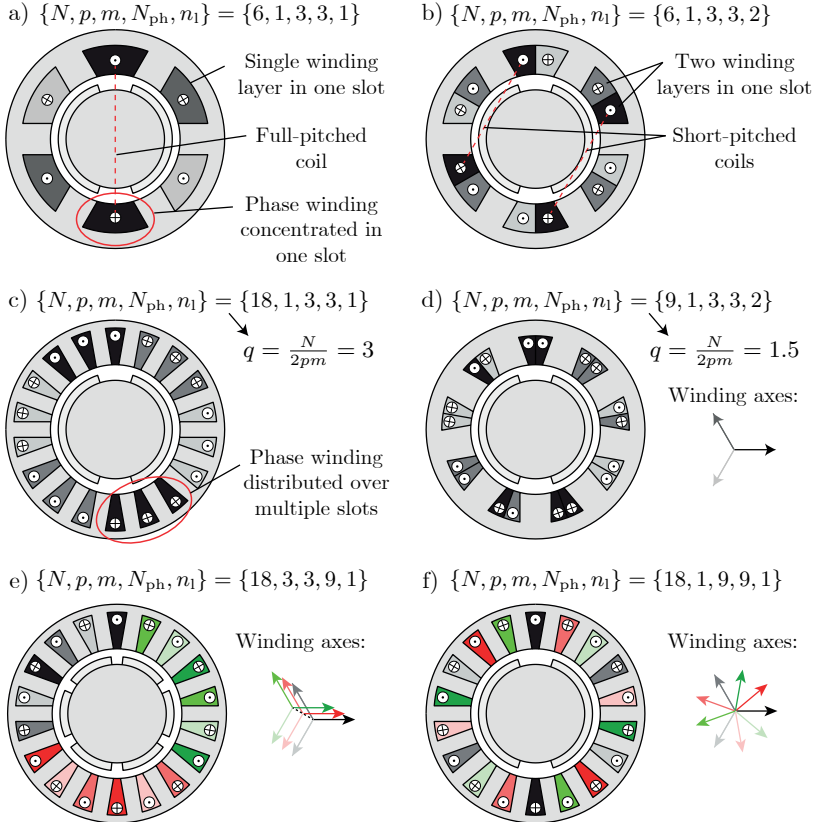 a) {N, p, m, N_ph, n_l} = {6, 1, 3, 3, 1}
Single winding
layer in one slot
Full-pitched
coil
Phase winding
concentrated in
one slot
b) {N, p, m, N_ph, n_l} = {6, 1, 3, 3, 2}
Two winding
layers in one slot
Short-pitched
coils
c) {N, p, m, N_ph, n_l} = {18, 1, 3, 3, 1}
q = N/2pm = 3
Phase winding
distributed over
multiple slots
d) {N, p, m, N_ph, n_l} = {9, 1, 3, 3, 2}
q = N/2pm = 1.5
Winding axes:
e) {N, p, m, N_ph, n_l} = {18, 3, 3, 9, 1}
Winding axes:
f) {N, p, m, N_ph, n_l} = {18, 1, 9, 9, 1}
Winding axes: